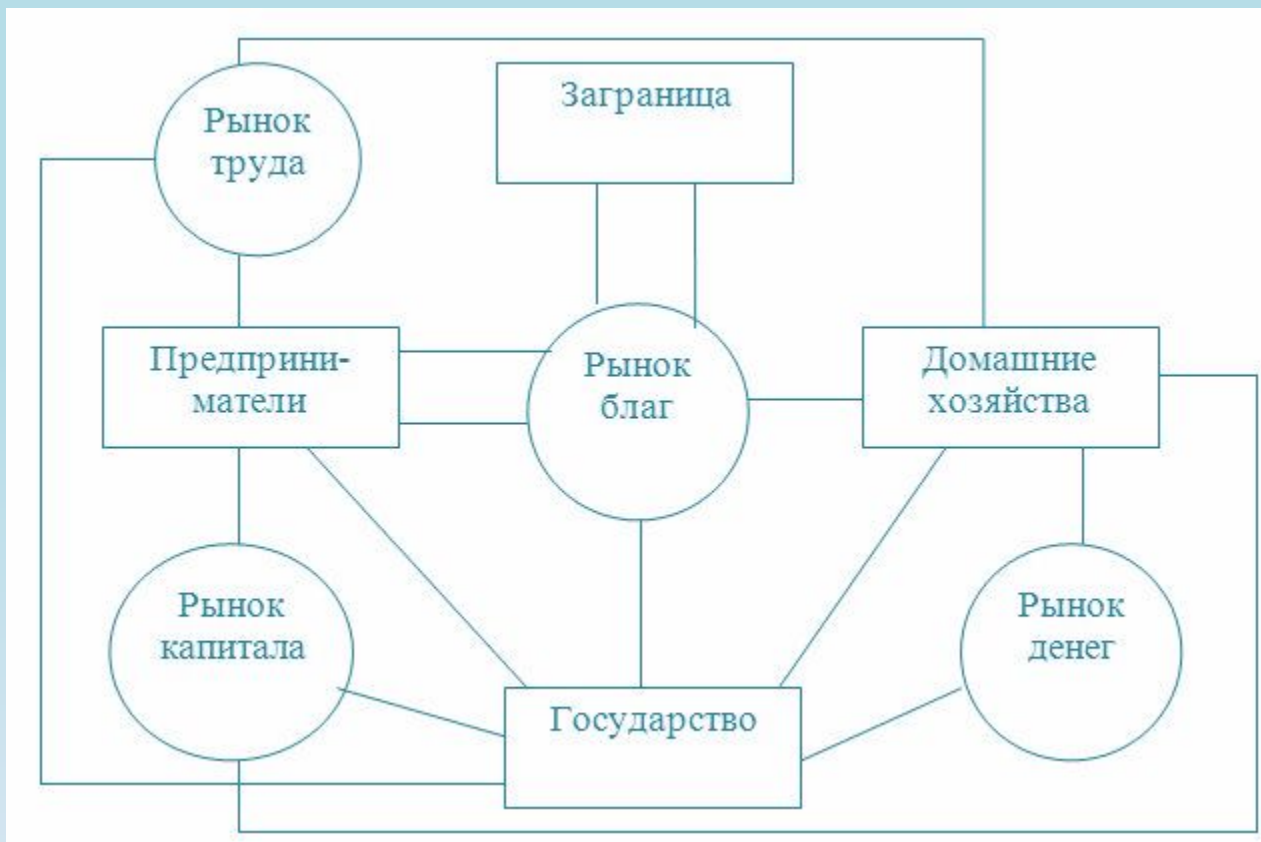 Рынок
труда
Заграница
Предприни-
матели
Рынок
благ
Домашние
хозяйства
Рынок
капитала
Государство
Рынок
денег